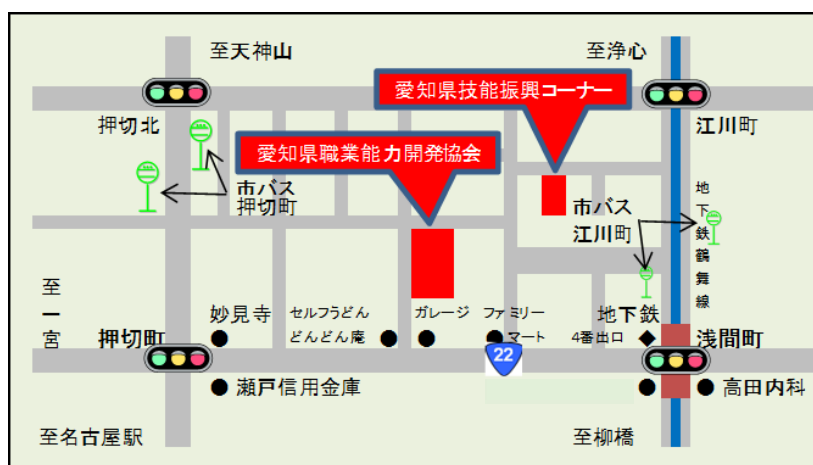 至天神山
至浄心
愛知県技能振興コーナー
押切北
江川町
愛知県職業能力開発協会
市バス
押切町
市バス
江川町
地下鉄鶴舞線
至一宮
妙見寺
セルフうどん
どんどん庵
ガレージ
ファミリー
マート
地下鉄
4番出口
押切町
浅間町
22
瀬戸信用金庫
高田内科
至名古屋駅
至柳橋